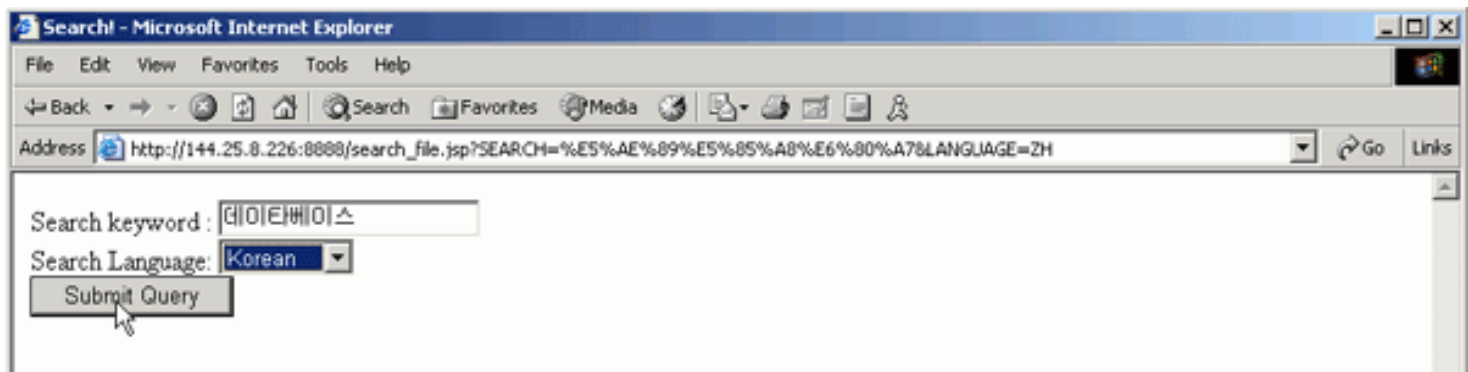 Search! - Microsoft Internet Explorer
File Edit View Favorites Tools Help
Back Search Favorites Media
Address http://144.25.8.226:8888/search_file.jsp?SEARCH=%E5%AE%89%E5%85%A8%E6%80%A7&LANGUAGE=ZH Go Links
Search keyword : 데이타베이스
Search Language: Korean
Submit Query